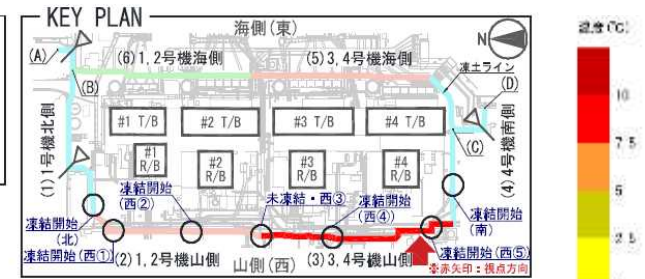 KEY PLAN
海側(東)
N
温度(℃)
(A)
(6)1,2号機海側
(5)3,4号機海側
凍土ライン
(B)
(D)
10
#1 T/B
#2 T/B
#3 T/B
#4 T/B
(C)
7.5
(1)1号機北側
#1
R/B
#2
R/B
#3
R/B
#4
R/B
(4)4号機南側
5
凍結開始
(西②)
未凍結・西③
凍結開始
(西④)
凍結開始
(北)
凍結開始
(南)
2.5
凍結開始(西①)
(2)1,2号機山側
山側(西)
(3)3,4号機山側
凍結開始(西⑤)
※赤矢印:視点方向